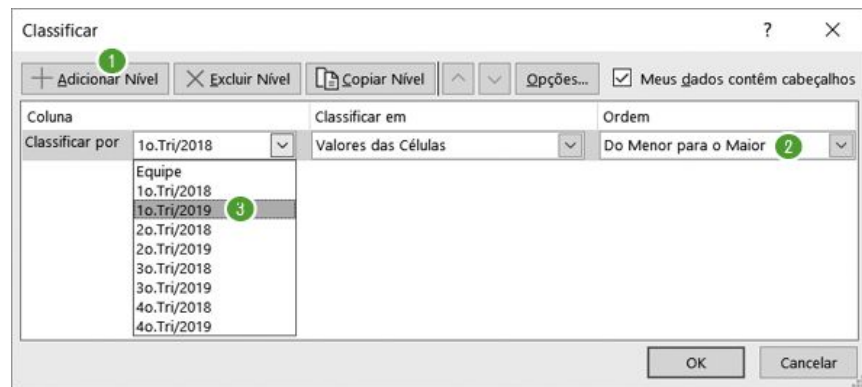 Classificar ? ×
1
Adicionar Nível Excluir Nível Copiar Nível Opções... Meus dados contêm cabeçalhos
Coluna Classificar em Ordem
Classificar por 1o.Tri/2018 Valores das Células Do Menor para o Maior 2
Equipe
1o.Tri/2018
1o.Tri/2019 3
2o.Tri/2018
2o.Tri/2019
3o.Tri/2018
3o.Tri/2019
4o.Tri/2018
4o.Tri/2019
OK Cancelar